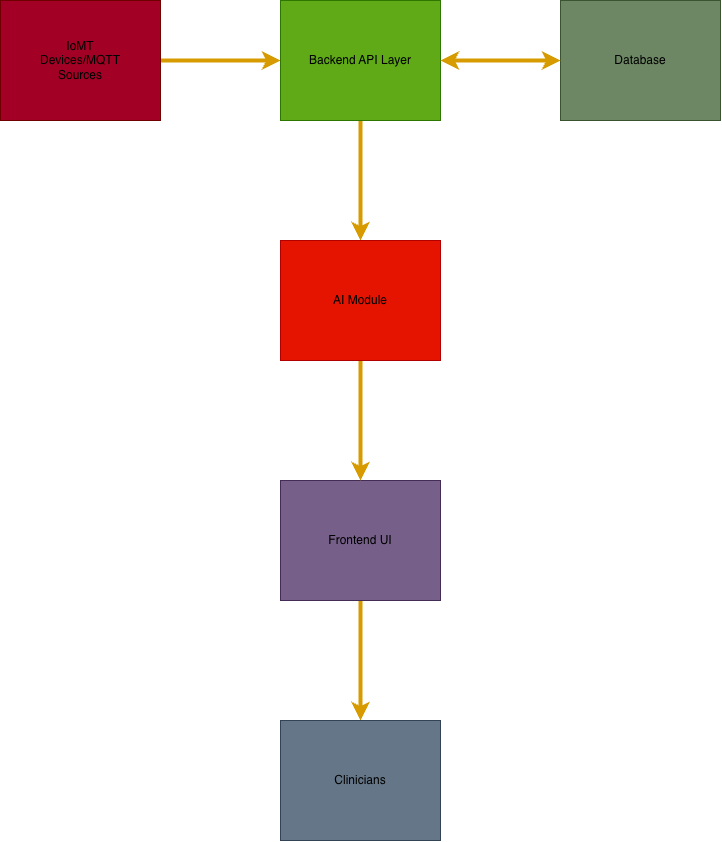 IoMT
Devices/MQTT
Sources
Backend API Layer
Database
AI Module
Frontend UI
Clinicians